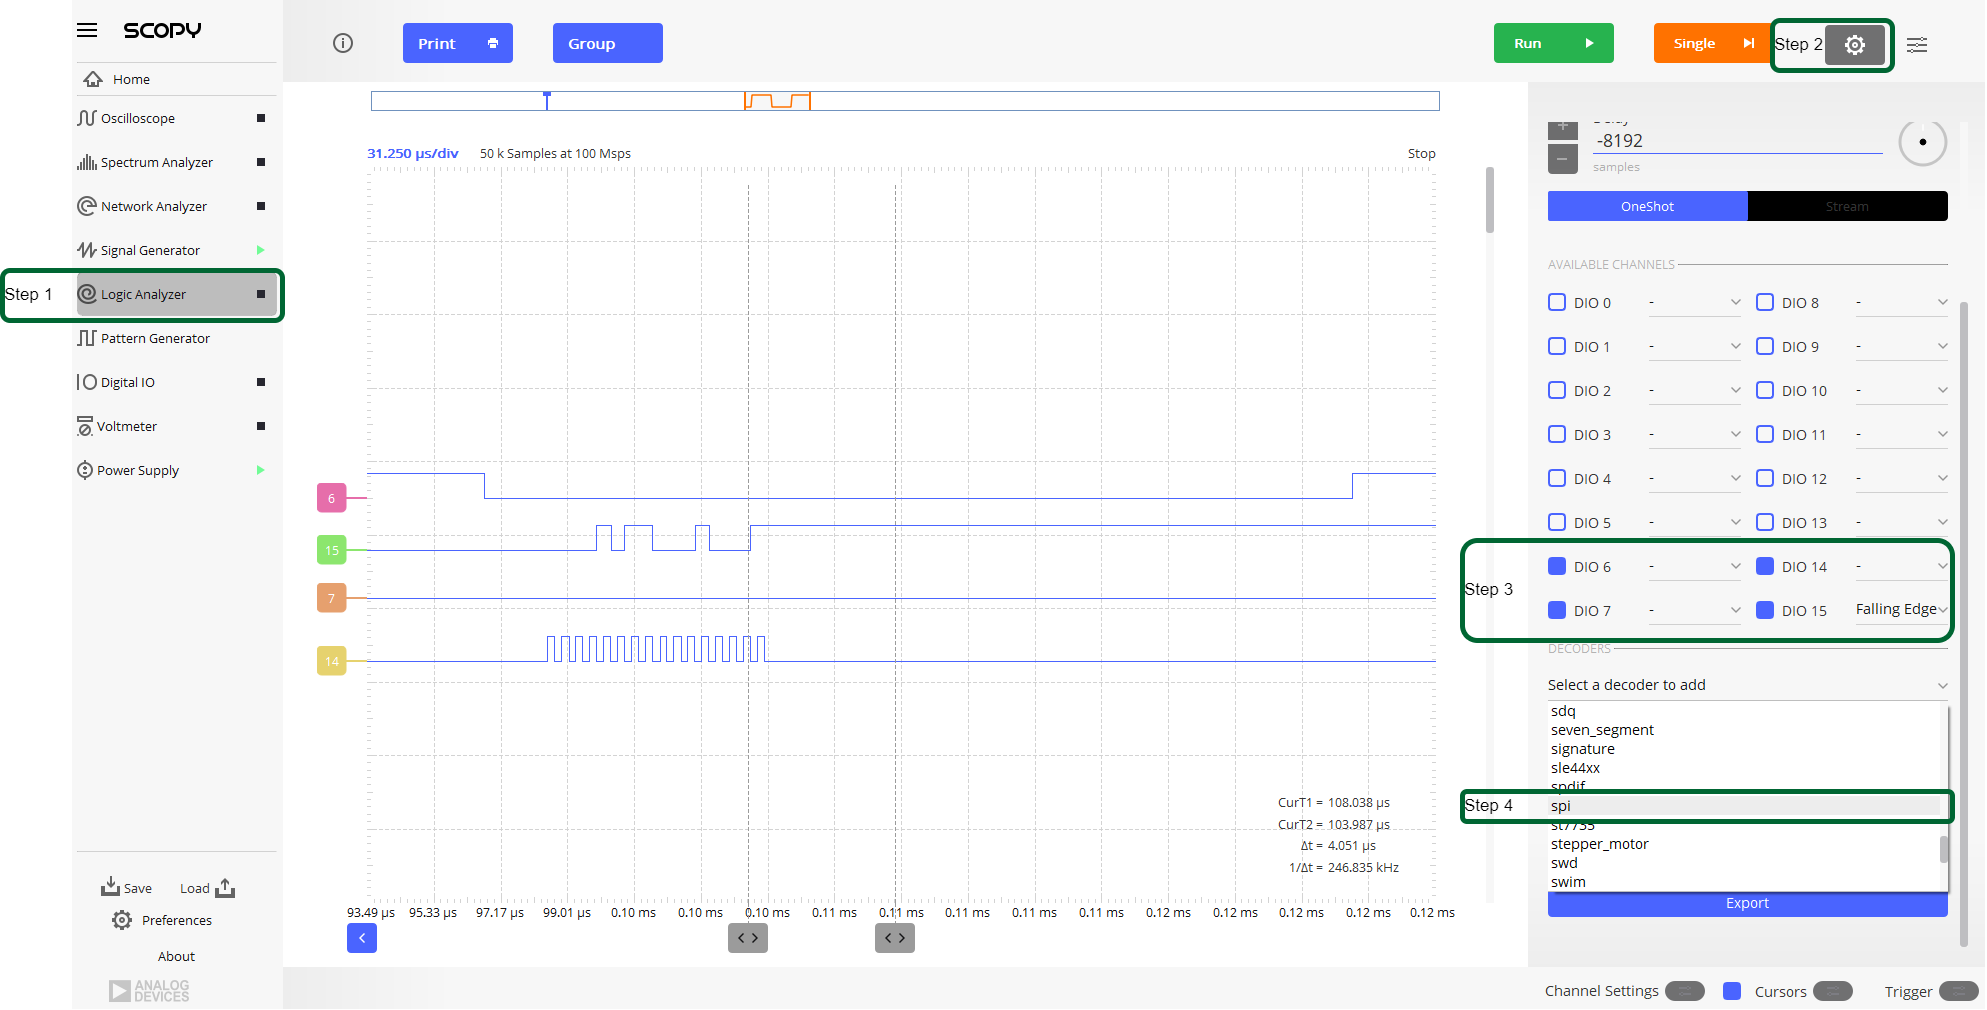 SCOPY
Home
Oscilloscope
Spectrum Analyzer
Network Analyzer
Signal Generator
Step 1
Logic Analyzer
Pattern Generator
Digital IO
Voltmeter
Power Supply
Save
Load
Preferences
About
ANALOG
DEVICES
Print
Group
Run
Single
Step 2
31.250 µs/div
50 k Samples at 100 Msps
Stop
6
15
7
14
CurT1 = 108.038 µs
CurT2 = 103.987 µs
Δt = 4.051 µs
1/Δt = 246.835 kHz
93.49 µs 95.33 µs 97.17 µs 99.01 µs 0.10 ms 0.10 ms 0.10 ms 0.11 ms 0.11 ms 0.11 ms 0.11 ms 0.11 ms 0.12 ms 0.12 ms 0.12 ms 0.12 ms 0.12 ms
Delay
-8192
samples
OneShot
Stream
AVAILABLE CHANNELS
DIO 0 - DIO 8 -
DIO 1 - DIO 9 -
DIO 2 - DIO 10 -
DIO 3 - DIO 11 -
DIO 4 - DIO 12 -
DIO 5 - DIO 13 -
DIO 6 - DIO 14 -
Step 3
DIO 7 - DIO 15 Falling Edge
DECODERS
Select a decoder to add
sdq
seven_segment
signature
sle44xx
spdif
Step 4
spi
st7735
stepper_motor
swd
swim
Export
Channel Settings
Cursors
Trigger